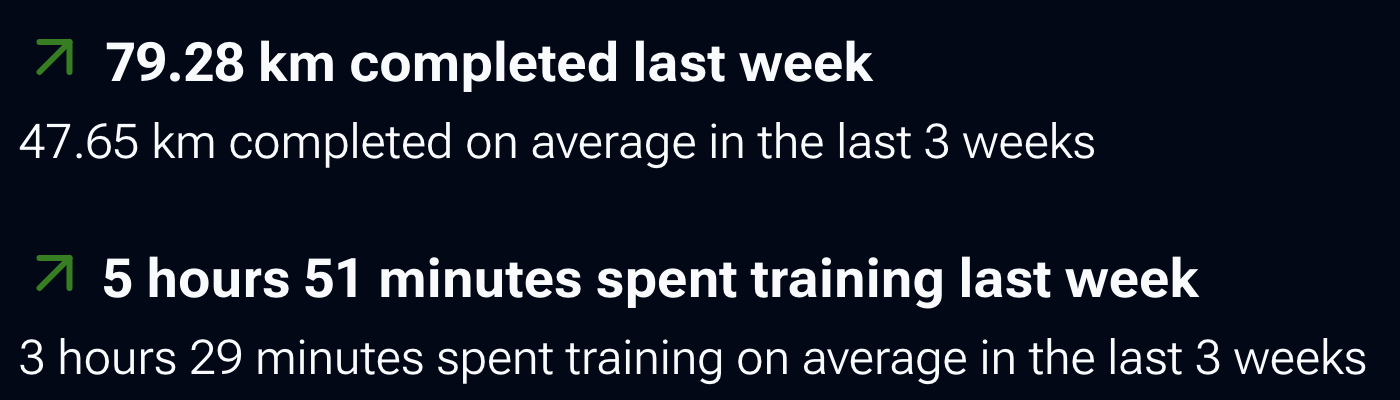 79.28 km completed last week
47.65 km completed on average in the last 3 weeks
5 hours 51 minutes spent training last week
3 hours 29 minutes spent training on average in the last 3 weeks